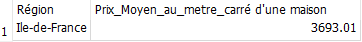 Région Prix_Moyen_au_metre_carré d'une maison
1 Ile-de-France 3693.01